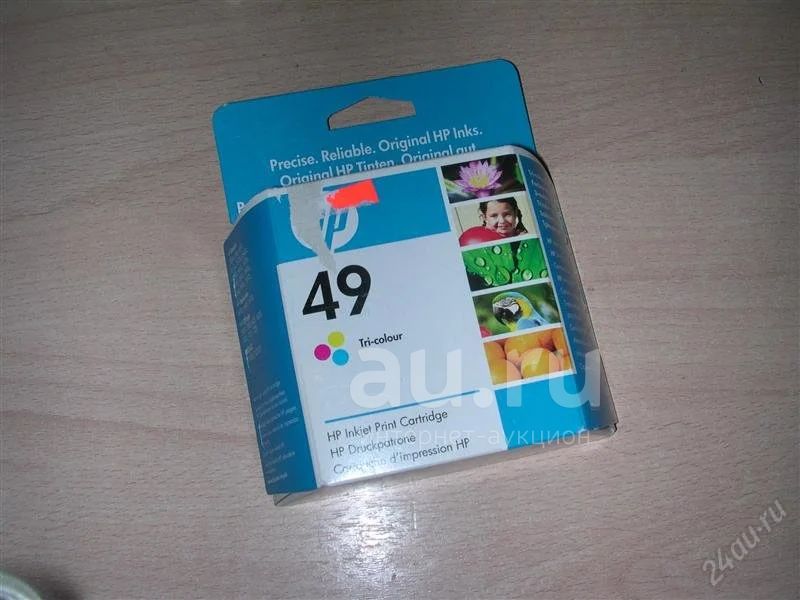 Precise. Reliable. Original HP Inks.
Original HP Tinten. Original gut.
hp
49
Tri-colour
HP Inkjet Print Cartridge
HP Druckpatrone
Cartouche d'impression HP
au.ru
интернет-аукцион
24au.ru